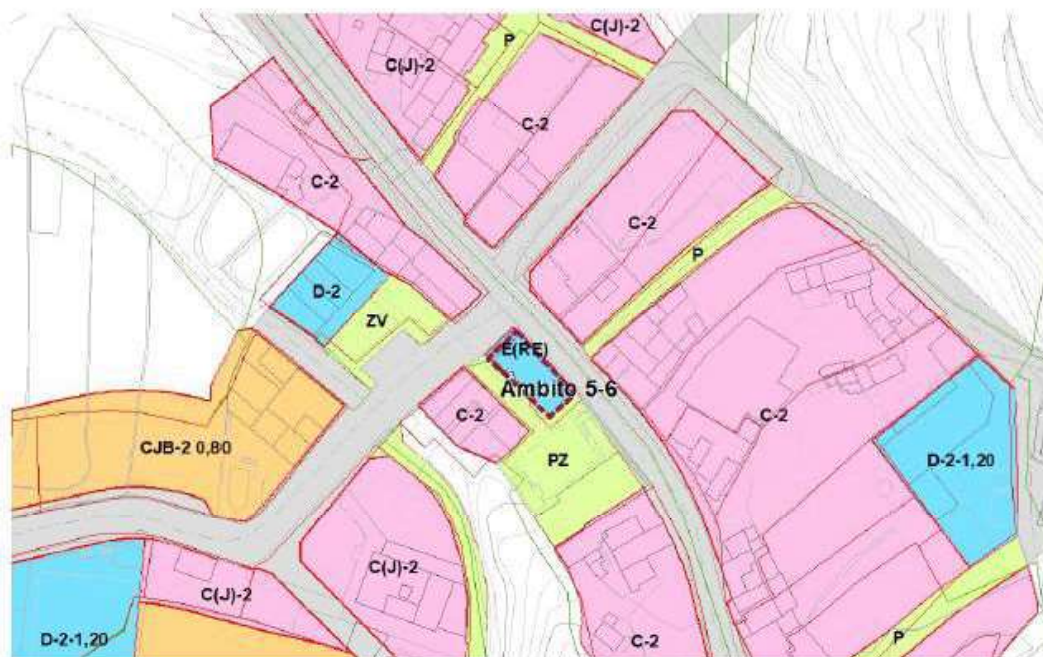 C(J)-2
P
C(J)-2
C-2
C-2
C-2
P
D-2
ZV
E(RE)
Ambito 5-6
C-2
C-2
CJB-2 0,80
PZ
D-2-1,20
C(J)-2
C(J)-2
D-2-1,20
C-2
P